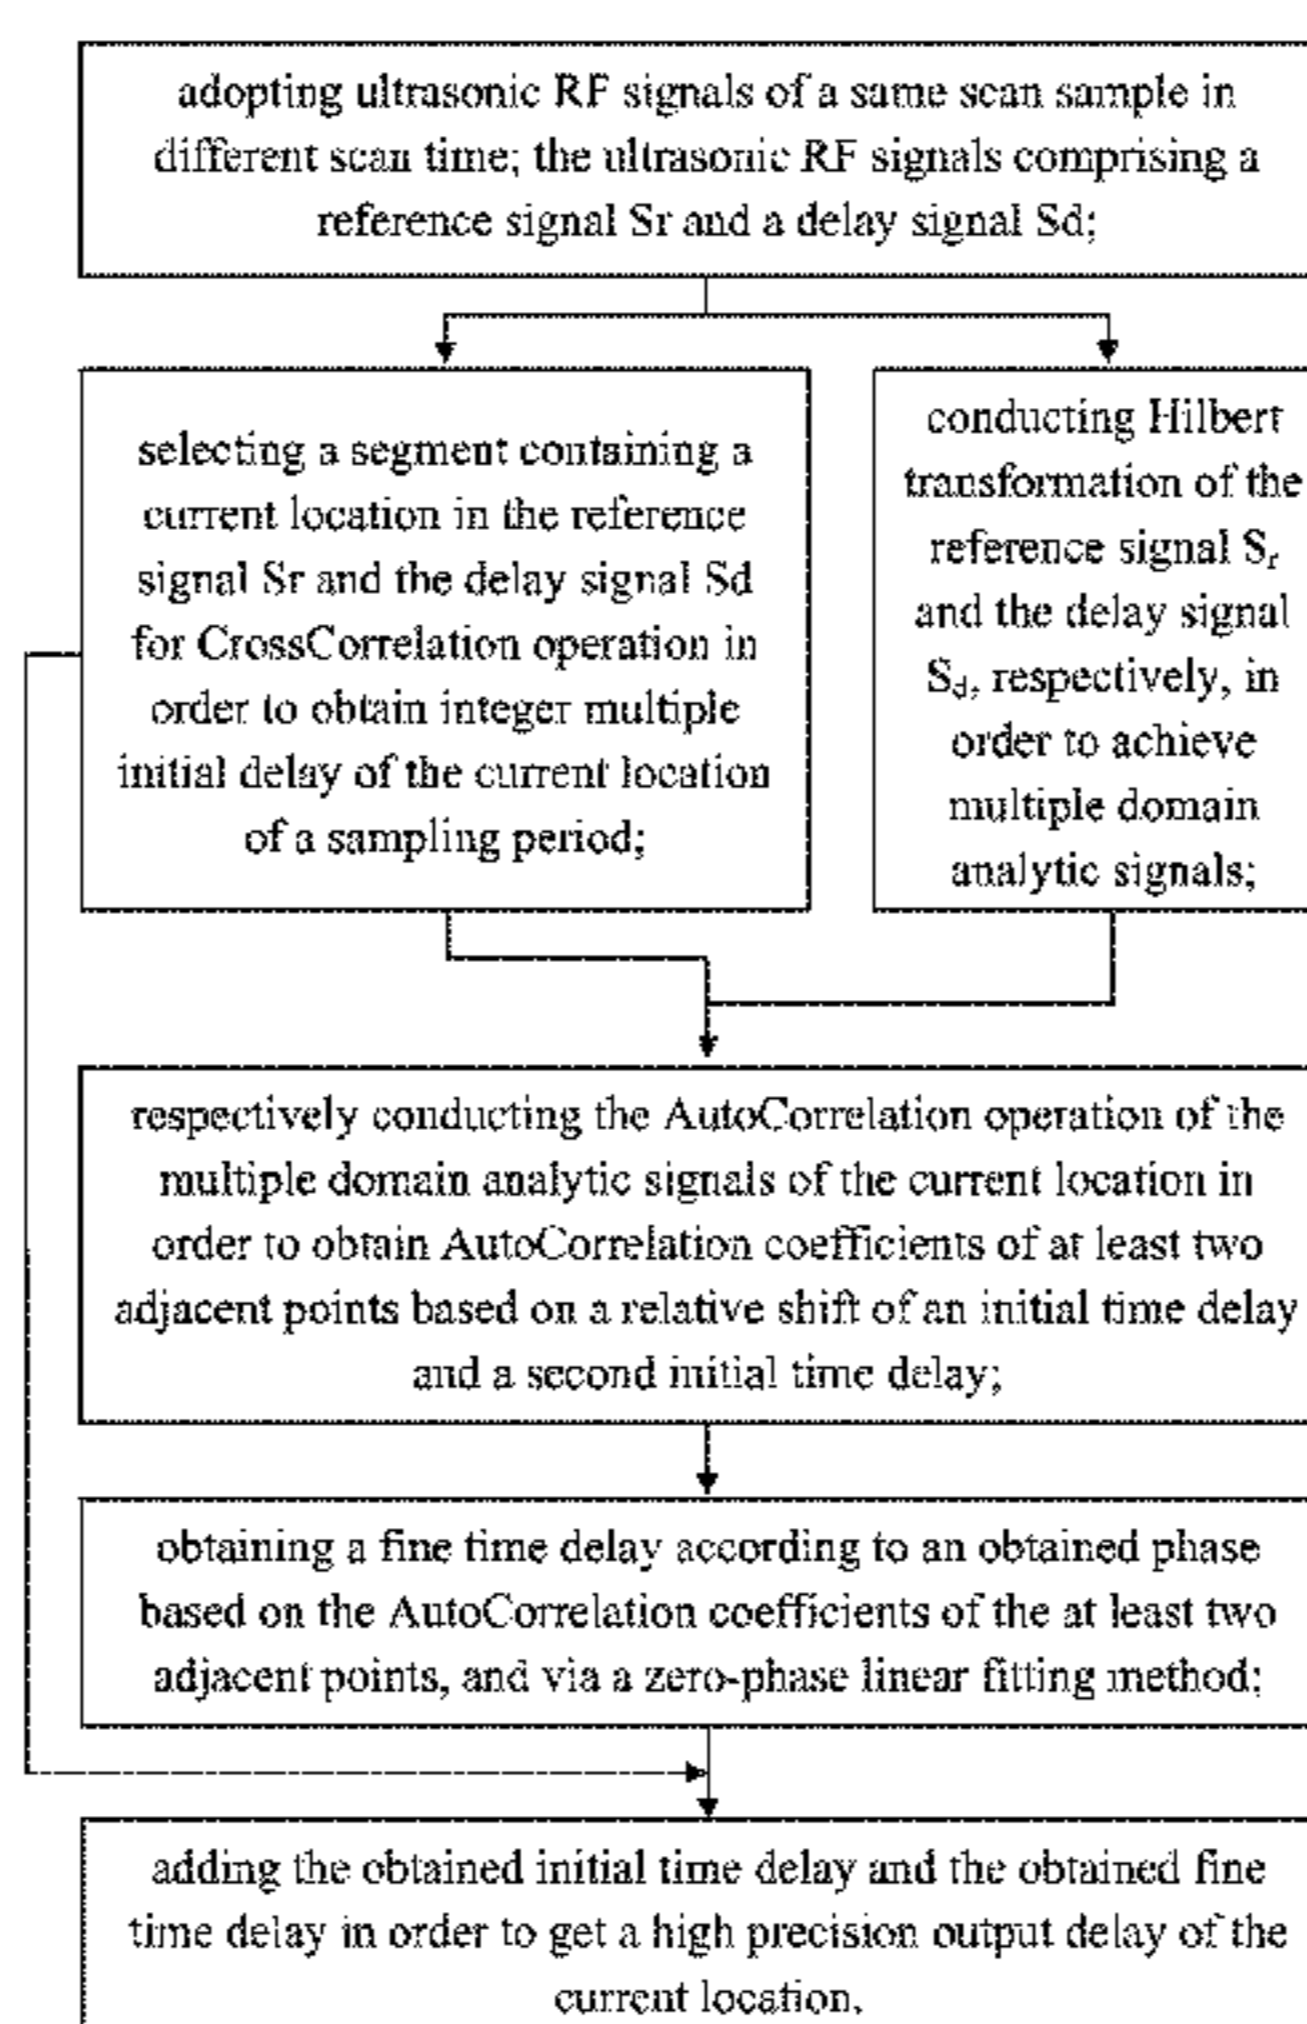 adopting ultrasonic RF signals of a same scan sample in
different scan time; the ultrasonic RF signals comprising a
reference signal Sr and a delay signal Sd;
selecting a segment containing a
current location in the reference
signal Sr and the delay signal Sd
for CrossCorrelation operation in
order to obtain integer multiple
initial delay of the current location
of a sampling period;
conducting Hilbert
transformation of the
reference signal Sr
and the delay signal
Sd, respectively, in
order to achieve
multiple domain
analytic signals;
respectively conducting the AutoCorrelation operation of the
multiple domain analytic signals of the current location in
order to obtain AutoCorrelation coefficients of at least two
adjacent points based on a relative shift of an initial time delay
and a second initial time delay;
obtaining a fine time delay according to an obtained phase
based on the AutoCorrelation coefficients of the at least two
adjacent points, and via a zero-phase linear fitting method;
adding the obtained initial time delay and the obtained fine
time delay in order to get a high precision output delay of the
current location.